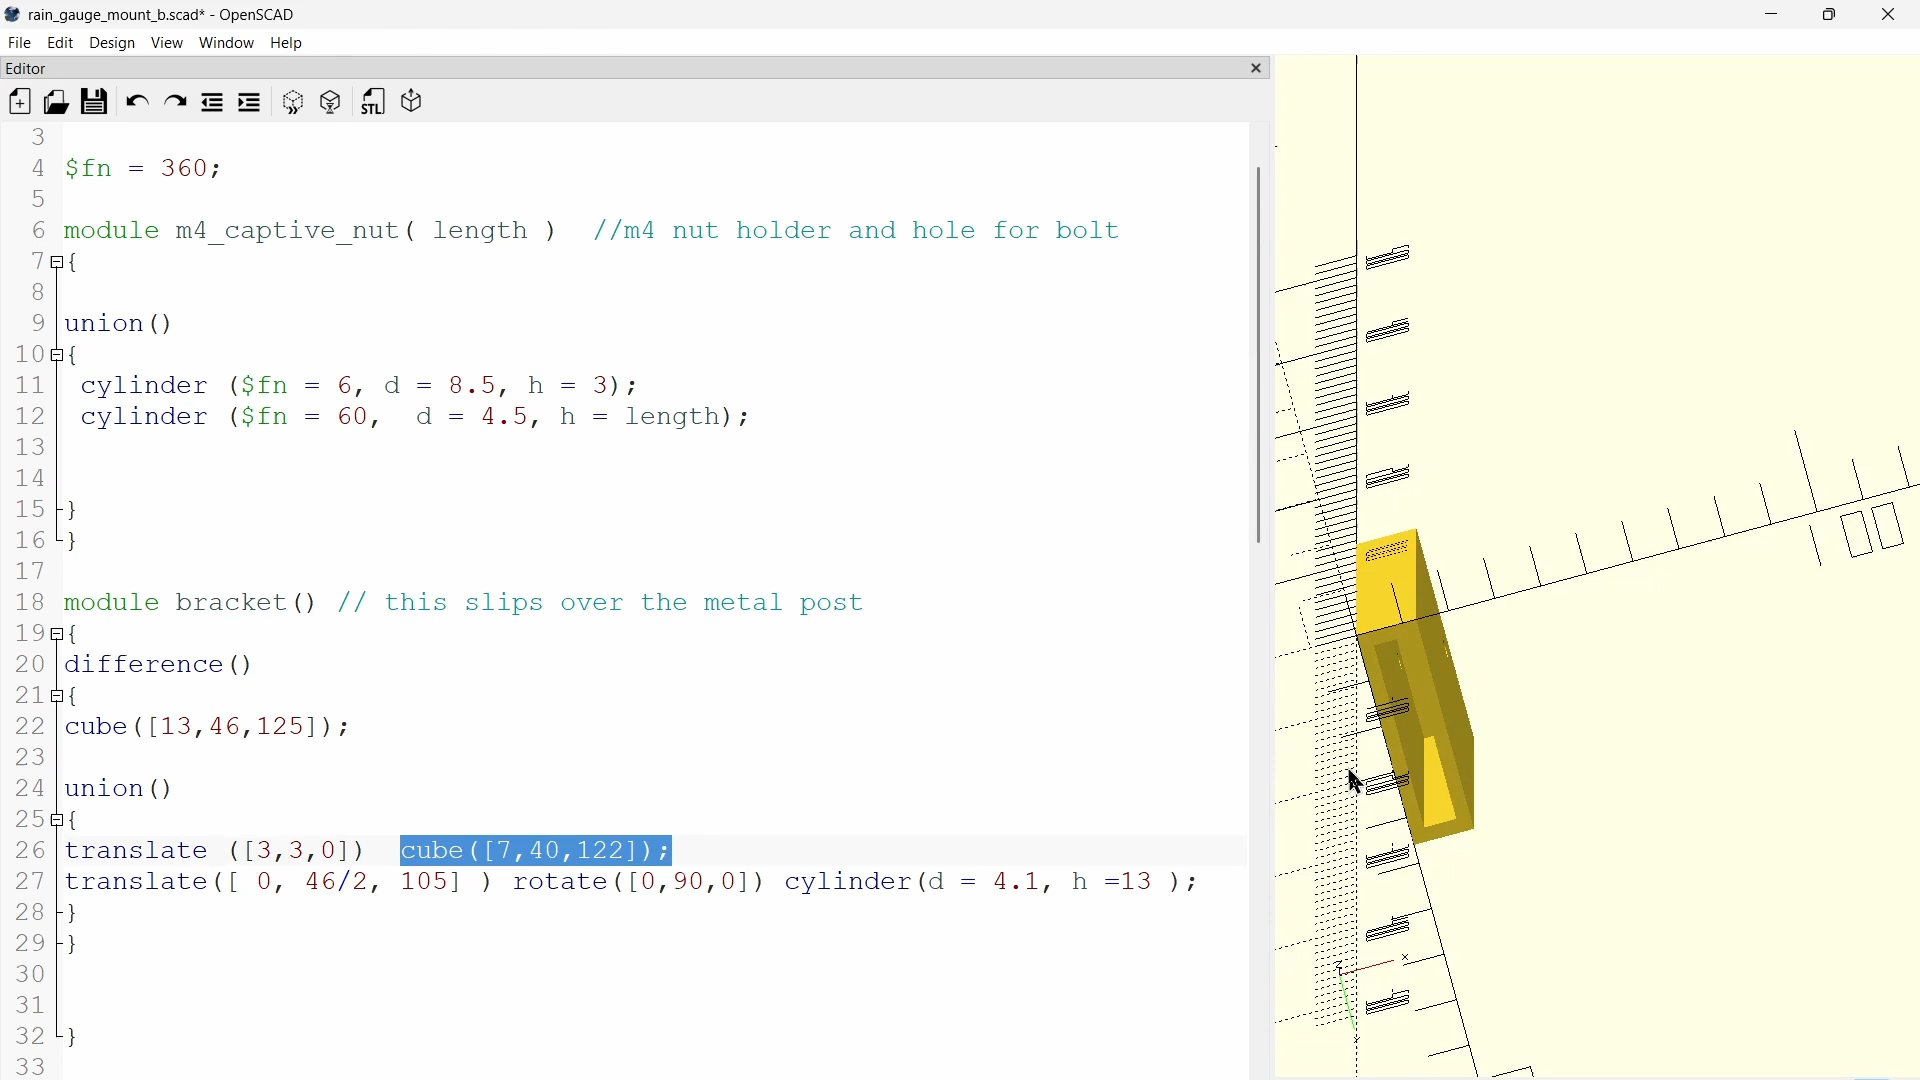 rain_gauge_mount_b.scad* - OpenSCAD
File Edit Design View Window Help
Editor
STL
3
4 $fn = 360;
5
6 module m4_captive_nut( length )  //m4 nut holder and hole for bolt
7 {
8
9 union()
10 {
11  cylinder ($fn = 6, d = 8.5, h = 3);
12  cylinder ($fn = 60,  d = 4.5, h = length);
13
14
15 }
16 }
17
18 module bracket() // this slips over the metal post
19 {
20 difference()
21 {
22 cube([13,46,125]);
23
24 union()
25 {
26 translate ([3,3,0])  cube([7,40,122]);
27 translate([ 0, 46/2, 105] ) rotate([0,90,0]) cylinder(d = 4.1, h =13 );
28 }
29 }
30
31
32 }
33
z
x